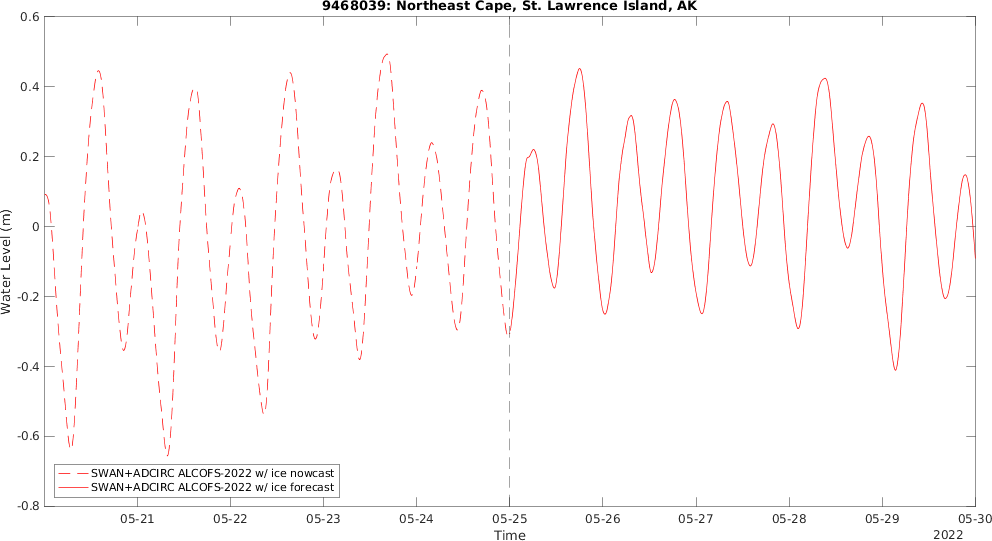 9468039: Northeast Cape, St. Lawrence Island, AK
0.6
0.4
0.2
0
-0.2
-0.4
-0.6
-0.8
Water Level (m)
SWAN+ADCIRC ALCOFS-2022 w/ ice nowcast
SWAN+ADCIRC ALCOFS-2022 w/ ice forecast
05-21 05-22 05-23 05-24 05-25 05-26 05-27 05-28 05-29 05-30
Time
2022